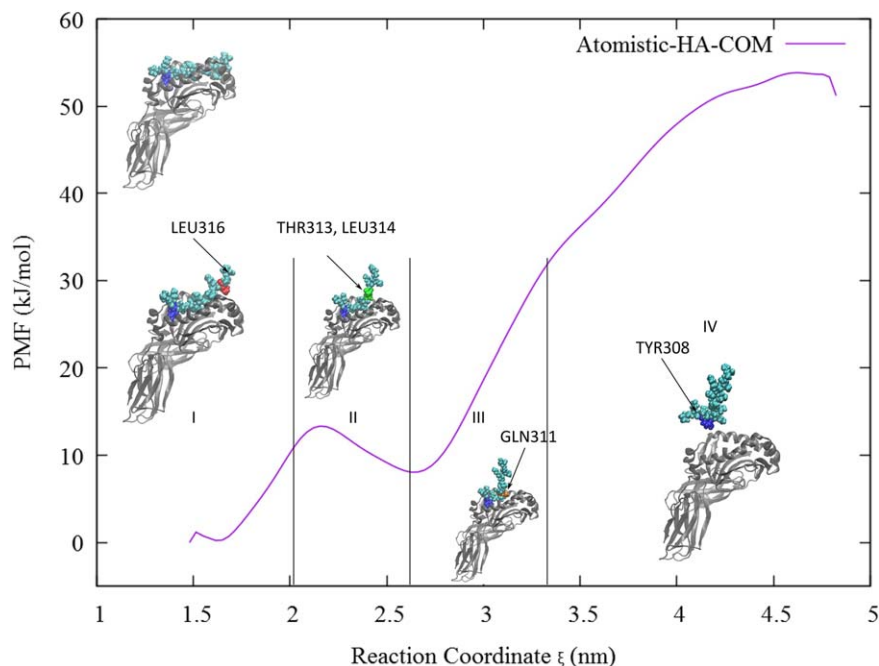 60
50
40
30
20
10
0
PMF (kJ/mol)
Atomistic-HA-COM
LEU316
THR313, LEU314
IV
TYR308
I
II
III
GLN311
1
1.5
2
2.5
3
3.5
4
4.5
5
Reaction Coordinate ξ (nm)